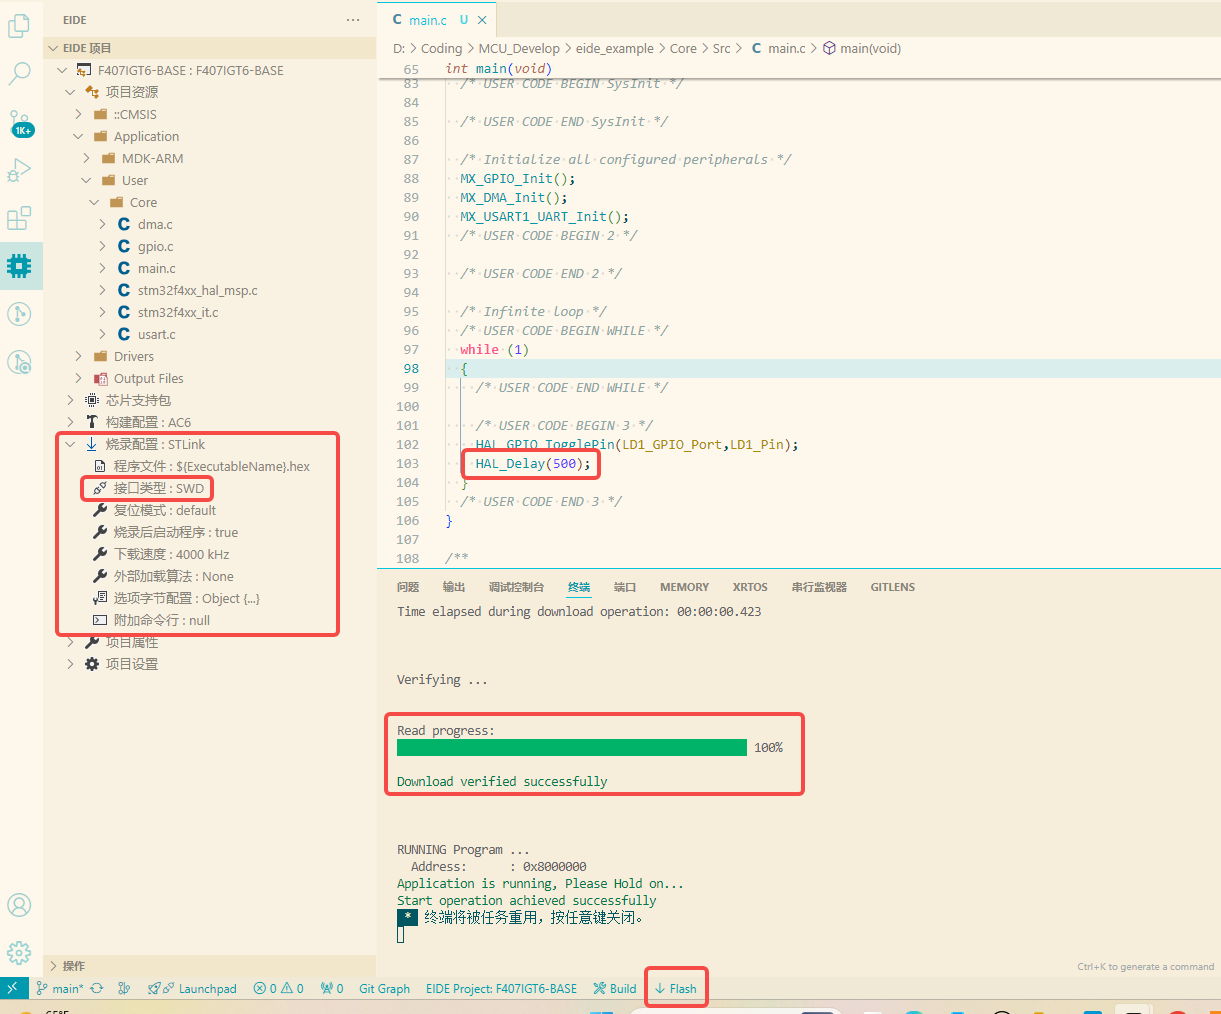 EIDE
EIDE 项目
F407IGT6-BASE : F407IGT6-BASE
项目资源
::CMSIS
Application
MDK-ARM
User
Core
dma.c
gpio.c
main.c
stm32f4xx_hal_msp.c
stm32f4xx_it.c
usart.c
Drivers
Output Files
芯片支持包
构建配置 : AC6
烧录配置 : STLink
程序文件 : ${ExecutableName}.hex
接口类型 : SWD
复位模式 : default
烧录后启动程序 : true
下载速度 : 4000 kHz
外部加载算法 : None
选项字节配置 : Object {...}
附加命令行 : null
项目属性
项目设置
操作
1K+
C main.c U ×
D: > Coding > MCU_Develop > eide_example > Core > Src > C main.c > main(void)
65 int main(void)
83 /* USER CODE BEGIN SysInit */
84
85 /* USER CODE END SysInit */
86
87 /* Initialize all configured peripherals */
88 MX_GPIO_Init();
89 MX_DMA_Init();
90 MX_USART1_UART_Init();
91 /* USER CODE BEGIN 2 */
92
93 /* USER CODE END 2 */
94
95 /* Infinite loop */
96 /* USER CODE BEGIN WHILE */
97 while (1)
98 {
99 /* USER CODE END WHILE */
100
101 /* USER CODE BEGIN 3 */
102 HAL_GPIO_TogglePin(LD1_GPIO_Port,LD1_Pin);
103 HAL_Delay(500);
104 }
105 /* USER CODE END 3 */
106 }
107
108 /**
问题 输出 调试控制台 终端 端口 MEMORY XRTOS 串行监视器 GITLENS
Time elapsed during download operation: 00:00:00.423
Verifying ...
Read progress:
100%
Download verified successfully
RUNNING Program ...
Address: : 0x8000000
Application is running, Please Hold on...
Start operation achieved successfully
* 终端将被任务重用，按任意键关闭。
Ctrl+K to generate a command
main* Launchpad 0 0 0 Git Graph EIDE Project: F407IGT6-BASE Build Flash